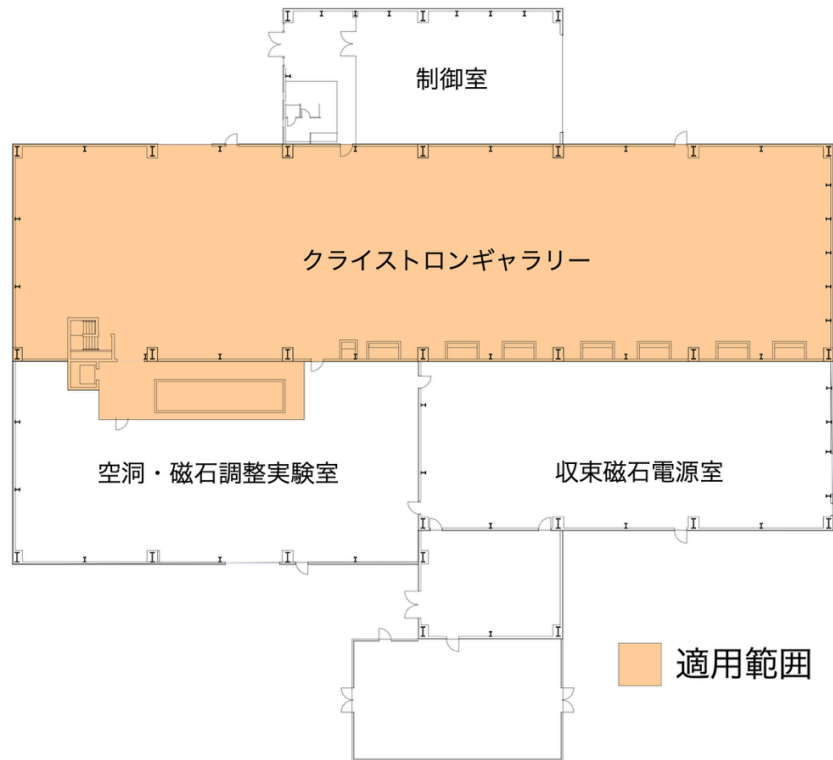 制御室
クライストロンギャラリー
空洞・磁石調整実験室
収束磁石電源室
適用範囲